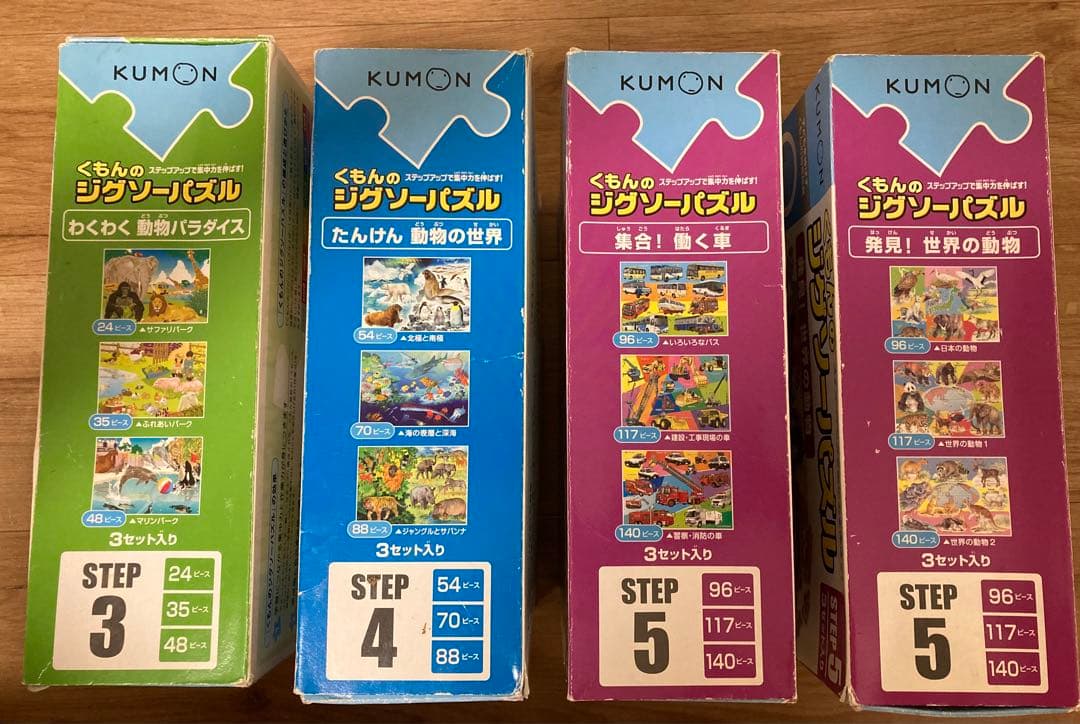 KUMON
くもんの ステップアップで集中力を伸ばす!
ジグソーパズル
わくわく 動物パラダイス
24ピース ▲サファリパーク
35ピース ▲ふれあいパーク
48ピース ▲マリンパーク
3セット入り
STEP
3
24ピース
35ピース
48ピース
KUMON
くもんの ステップアップで集中力を伸ばす!
ジグソーパズル
たんけん 動物の世界
54ピース ▲北極と南極
70ピース ▲海の表層と深海
88ピース ▲ジャングルとサバンナ
3セット入り
STEP
4
54ピース
70ピース
88ピース
KUMON
くもんの ステップアップで集中力を伸ばす!
ジグソーパズル
集合! 働く車
96ピース ▲いろいろなバス
117ピース ▲建設・工事現場の車
140ピース ▲警察・消防の車
3セット入り
STEP
5
96ピース
117ピース
140ピース
KUMON
KUMON
くもんの ステップアップで集中力を伸ばす!
ジグソーパズル
発見! 世界の動物
96ピース ▲日本の動物
117ピース ▲世界の動物1
140ピース ▲世界の動物2
3セット入り
STEP
5
96ピース
117ピース
140ピース
ジグソーパズル
STEP5
3セット入り